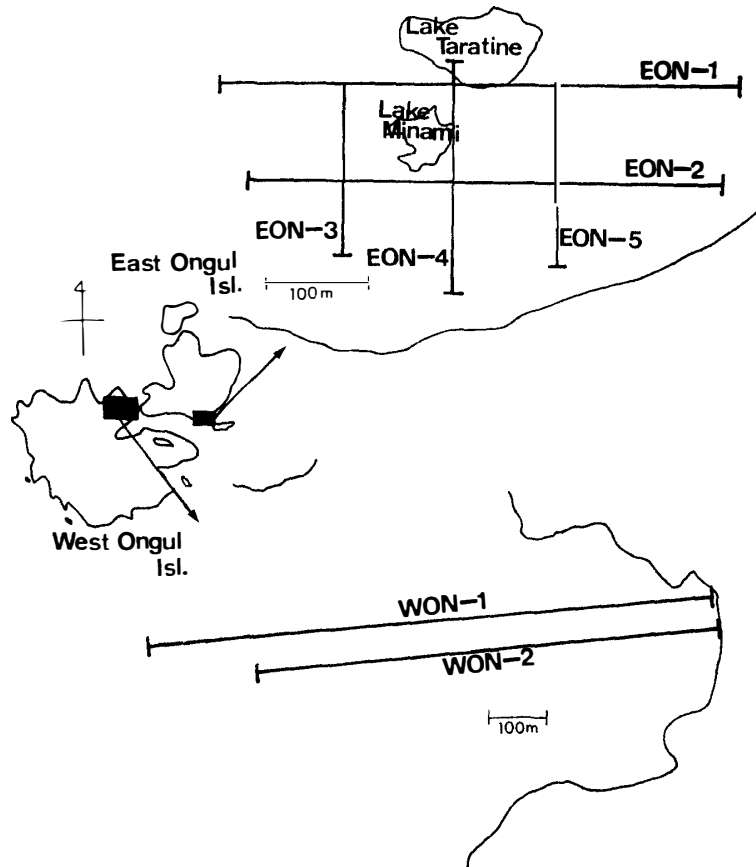 Lake
Taratine
EON-1
Lake
Minami
EON-2
EON-3
EON-4
EON-5
East Ongul
Isl.
100m
4
West Ongul
Isl.
WON-1
WON-2
100m